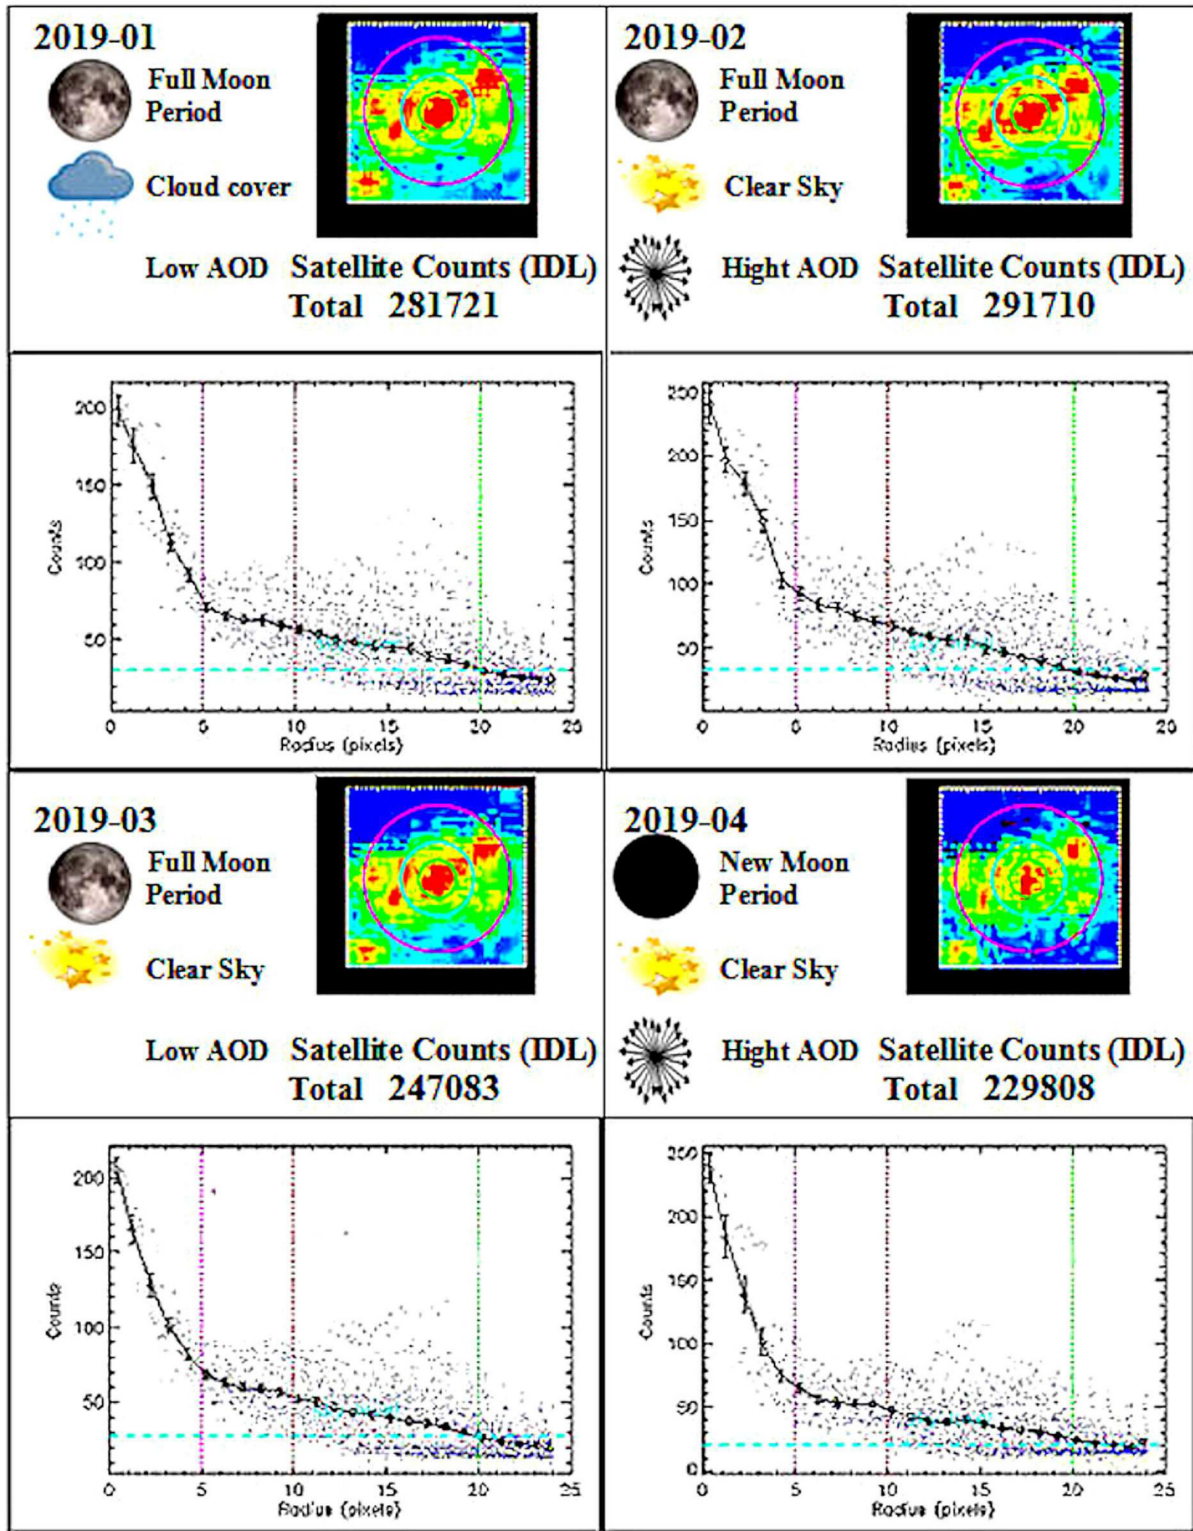 2019-01
Full Moon
Period
Cloud cover
Low AOD Satellite Counts (IDL)
Total 281721
2019-02
Full Moon
Period
Clear Sky
Hight AOD Satellite Counts (IDL)
Total 291710
200
150
100
50
Counts
0 5 10 15 20 25
Radius (pixels)
250
200
150
100
50
Counts
0 5 10 15 20 25
Radius (pixels)
2019-03
Full Moon
Period
Clear Sky
Low AOD Satellite Counts (IDL)
Total 247083
2019-04
New Moon
Period
Clear Sky
Hight AOD Satellite Counts (IDL)
Total 229808
200
150
100
50
Counts
0 5 10 15 20 25
Radius (pixels)
250
200
150
100
50
0
Counts
0 5 10 15 20 25
Radius (pixels)